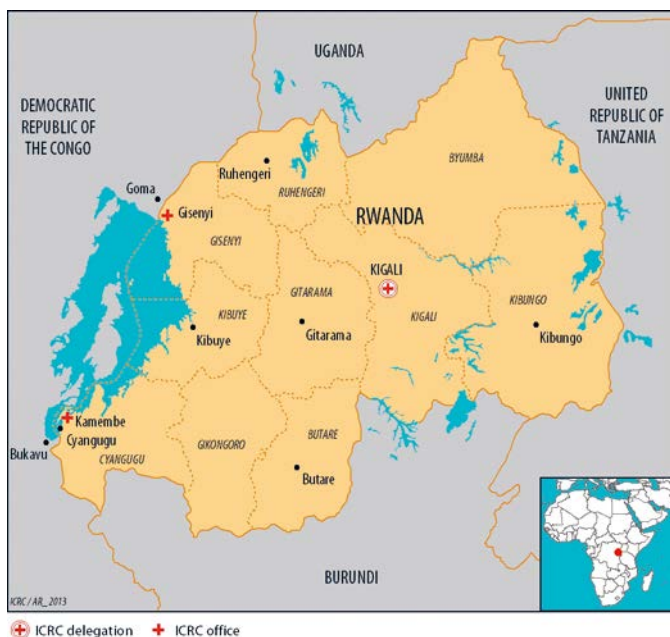 UGANDA
DEMOCRATIC
REPUBLIC OF
THE CONGO
UNITED
REPUBLIC OF
TANZANIA
BYUMBA
Ruhengeri
RUHENGERI
Goma
Gisenyi
RWANDA
GISENYI
KIGALI
GITARAMA
KIBUYE
KIGALI
KIBUNGO
Kibuye
Gitarama
Kibungo
Kamembe
Cyangugu
Bukavu
CYANGUGU
GIKONGORO
BUTARE
Butare
BURUNDI
ICRC / AR_2013
ICRC delegation
ICRC office